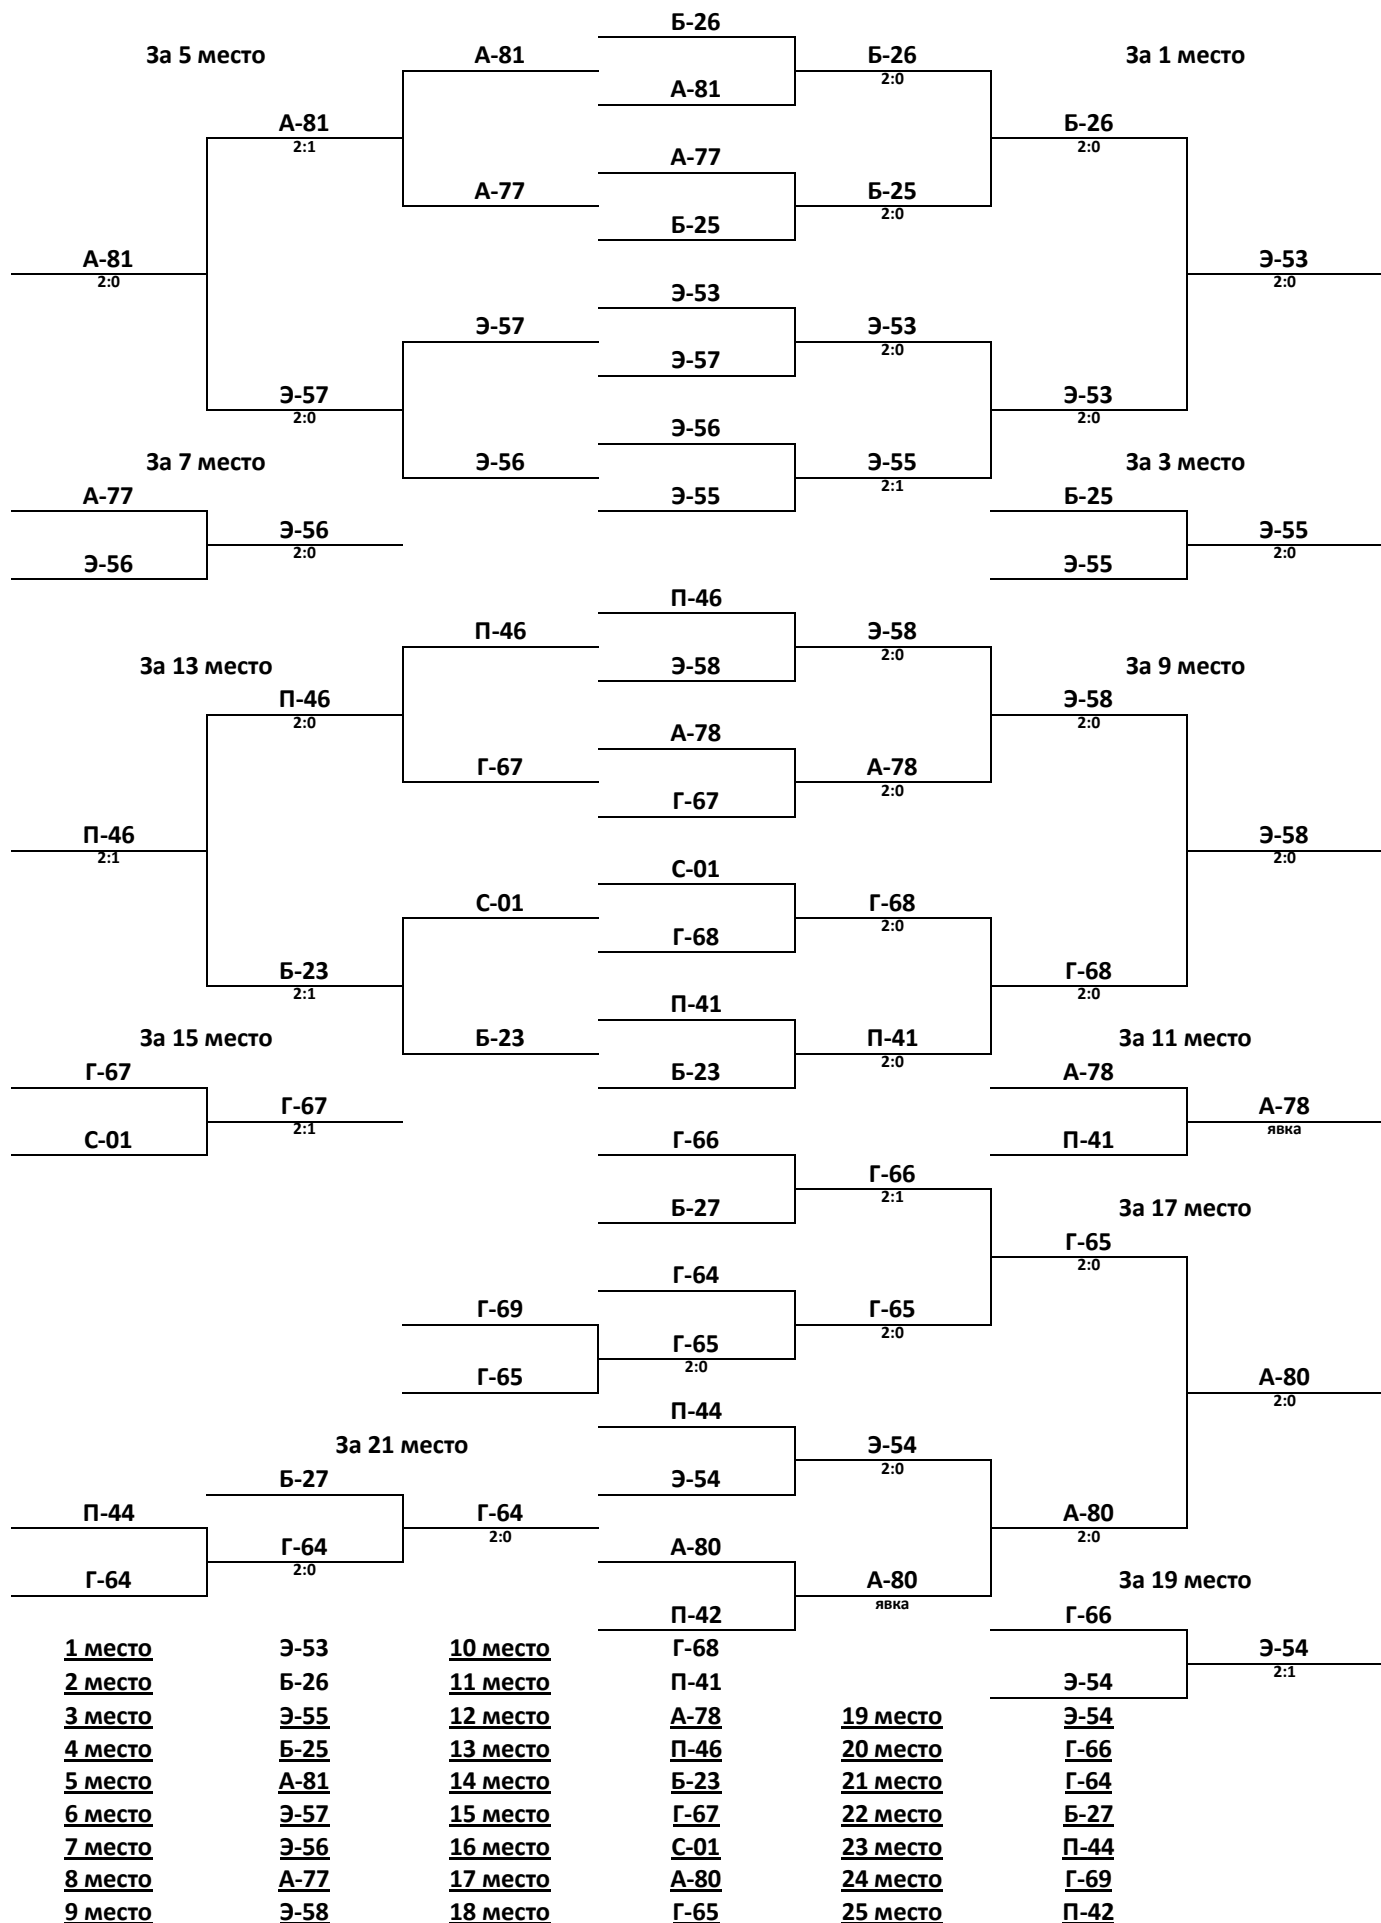 Б-26
За 5 место А-81 Б-26 За 1 место
2:0
А-81
А-81 Б-26
2:1 2:0
А-77
А-77 Б-25
2:0
Б-25
А-81 Э-53
2:0 2:0
Э-53
Э-57 Э-53
2:0
Э-57
Э-57 Э-53
2:0 2:0
Э-56
За 7 место Э-56 Э-55 За 3 место
2:1
А-77 Э-55 Б-25
Э-56 Э-55
2:0 2:0
Э-56 Э-55
П-46
П-46 Э-58
2:0
За 13 место Э-58 За 9 место
П-46 Э-58
2:0 2:0
А-78
Г-67 А-78
2:0
Г-67
П-46 Э-58
2:1 2:0
С-01
С-01 Г-68
2:0
Г-68
Б-23 Г-68
2:1 2:0
П-41
За 15 место Б-23 П-41 За 11 место
2:0
Г-67 Б-23 А-78
Г-67 А-78
2:1 явка
С-01 Г-66 П-41
Г-66
2:1
Б-27 За 17 место
Г-65
2:0
Г-64
Г-69 Г-65
2:0
Г-65
2:0
Г-65 А-80
2:0
П-44
За 21 место Э-54
2:0
Б-27 Э-54
П-44 Г-64 А-80
2:0 2:0
Г-64 А-80
2:0
Г-64 А-80 За 19 место
явка
П-42 Г-66
1 место Э-53 10 место Г-68 Э-54
2:1
2 место Б-26 11 место П-41 Э-54
3 место Э-55 12 место А-78 19 место Э-54
4 место Б-25 13 место П-46 20 место Г-66
5 место А-81 14 место Б-23 21 место Г-64
6 место Э-57 15 место Г-67 22 место Б-27
7 место Э-56 16 место С-01 23 место П-44
8 место А-77 17 место А-80 24 место Г-69
9 место Э-58 18 место Г-65 25 место П-42